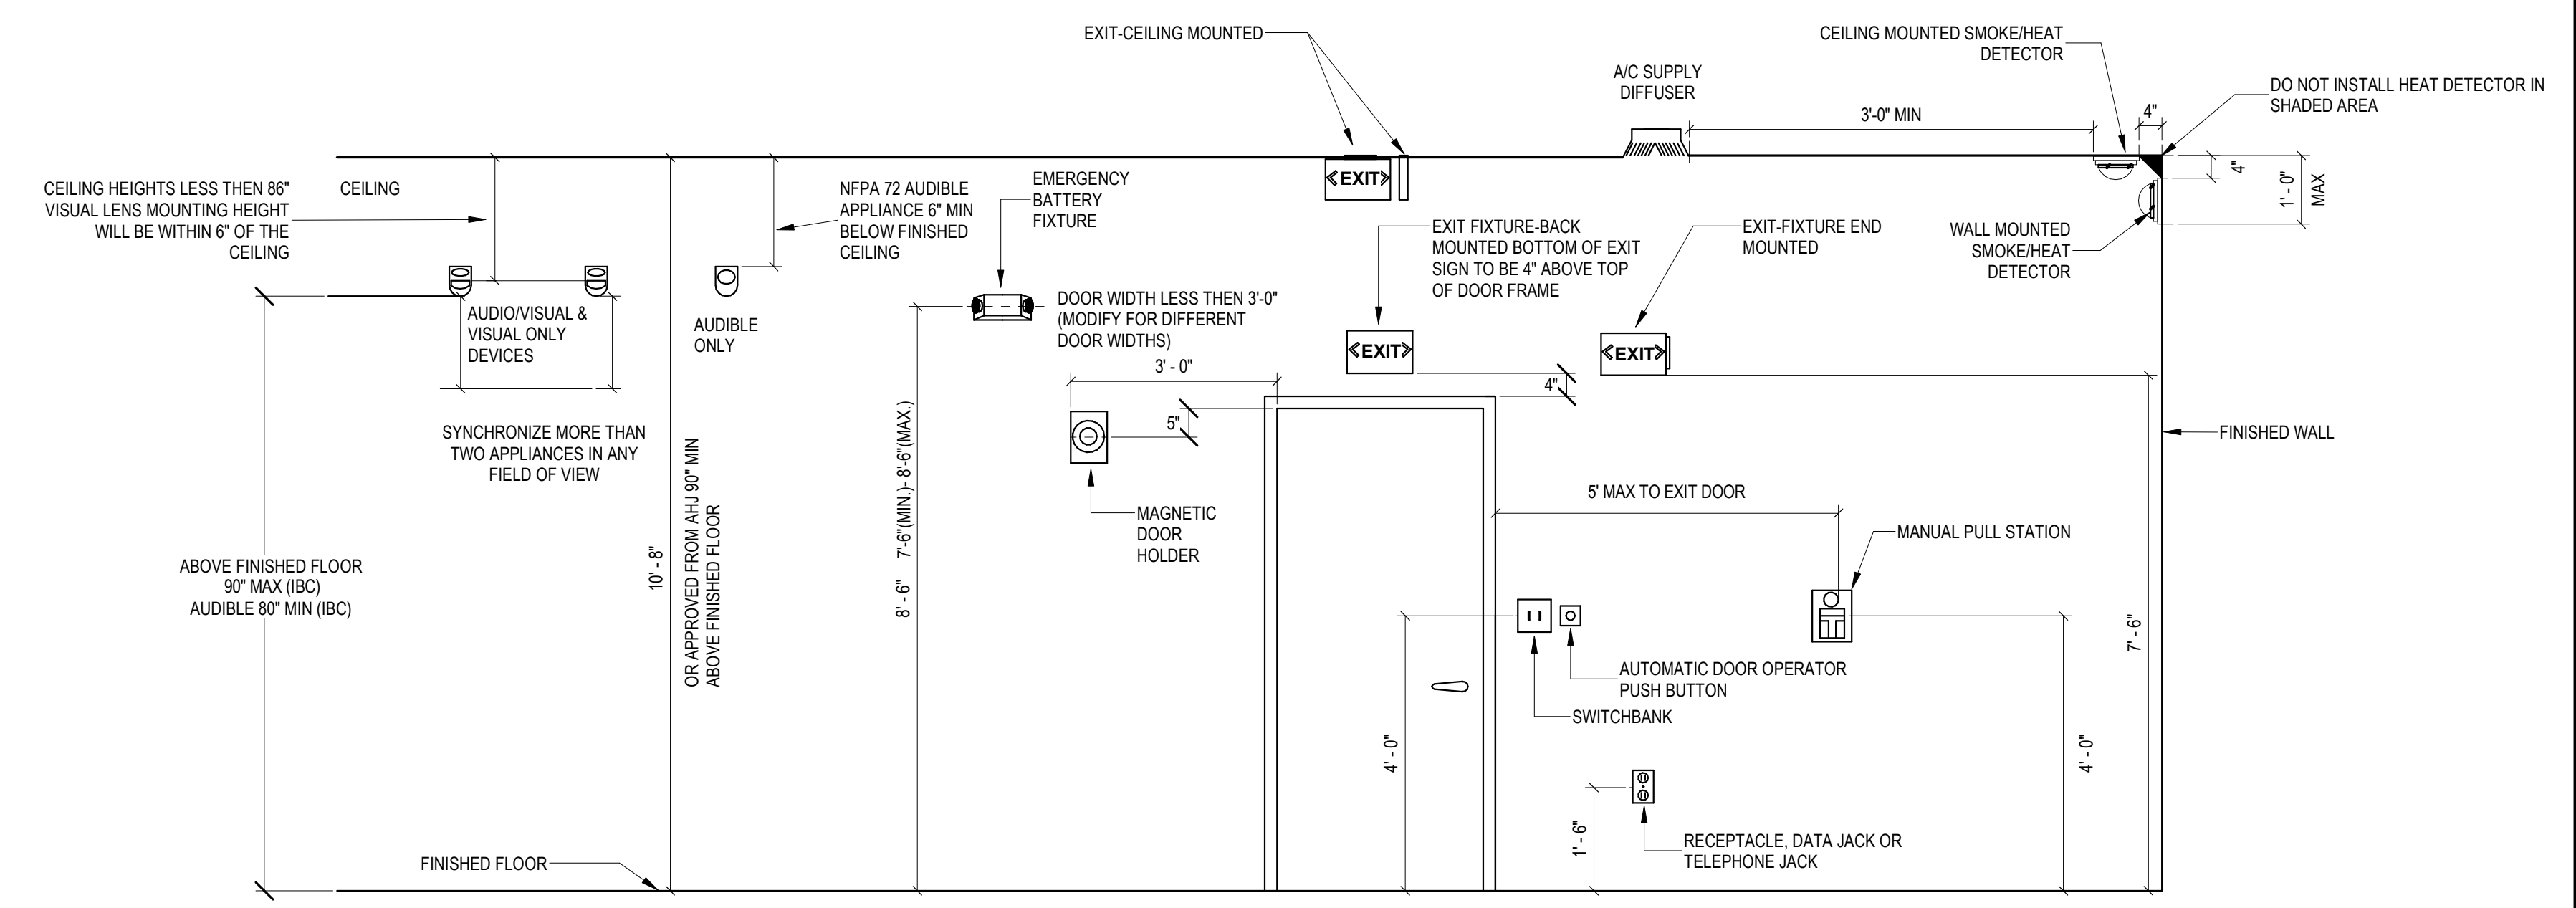 EXIT-CEILING MOUNTED
CEILING MOUNTED SMOKE/HEAT
DETECTOR
A/C SUPPLY
DIFFUSER
DO NOT INSTALL HEAT DETECTOR IN
SHADED AREA
3'-0" MIN
4"
4"
1' - 0"
MAX
CEILING HEIGHTS LESS THEN 86"
VISUAL LENS MOUNTING HEIGHT
WILL BE WITHIN 6" OF THE
CEILING
CEILING
NFPA 72 AUDIBLE
APPLIANCE 6" MIN
BELOW FINISHED
CEILING
EMERGENCY
BATTERY
FIXTURE
EXIT
EXIT FIXTURE-BACK
MOUNTED BOTTOM OF EXIT
SIGN TO BE 4" ABOVE TOP
OF DOOR FRAME
EXIT-FIXTURE END
MOUNTED
WALL MOUNTED
SMOKE/HEAT
DETECTOR
AUDIO/VISUAL &
VISUAL ONLY
DEVICES
AUDIBLE
ONLY
DOOR WIDTH LESS THEN 3'-0"
(MODIFY FOR DIFFERENT
DOOR WIDTHS)
3' - 0"
EXIT
EXIT
4"
5"
SYNCHRONIZE MORE THAN
TWO APPLIANCES IN ANY
FIELD OF VIEW
FINISHED WALL
MAGNETIC
DOOR
HOLDER
5' MAX TO EXIT DOOR
MANUAL PULL STATION
ABOVE FINISHED FLOOR
90" MAX (IBC)
AUDIBLE 80" MIN (IBC)
10' - 8"
OR APPROVED FROM AHJ 90" MIN
ABOVE FINISHED FLOOR
8' - 6" 7'-6"(MIN.)- 8'-6"(MAX.)
7' - 6"
AUTOMATIC DOOR OPERATOR
PUSH BUTTON
SWITCHBANK
4' - 0"
4' - 0"
1' - 6"
RECEPTACLE, DATA JACK OR
TELEPHONE JACK
FINISHED FLOOR